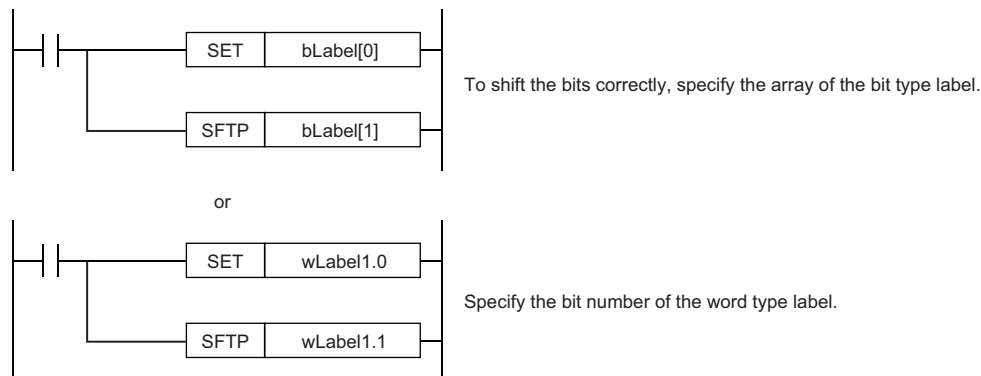 SET bLabel[0]
To shift the bits correctly, specify the array of the bit type label.
SFTP bLabel[1]
or
SET wLabel1.0
Specify the bit number of the word type label.
SFTP wLabel1.1